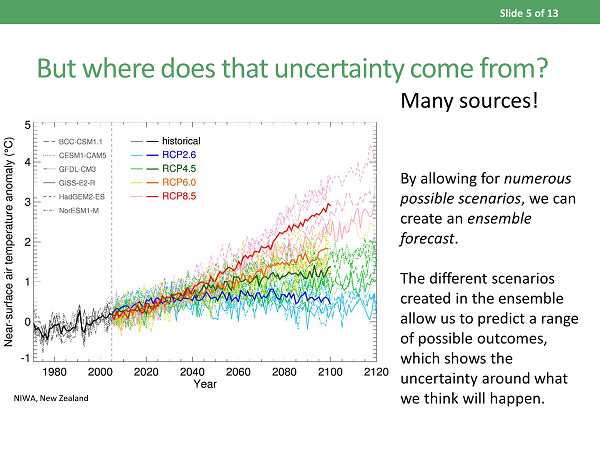 Slide 5 of 13
But where does that uncertainty come from?
Many sources!
Near-surface air temperature anomaly (°C)
5
4
3
2
1
0
-1
BCC-CSM1.1
CESM1-CAM5
GFDL-CM3
GISS-E2-R
HadGEM2-ES
NorESM1-M
historical
RCP2.6
RCP4.5
RCP6.0
RCP8.5
1980 2000 2020 2040 2060 2080 2100 2120
Year
NIWA, New Zealand
By allowing for numerous
possible scenarios, we can
create an ensemble
forecast.
The different scenarios
created in the ensemble
allow us to predict a range
of possible outcomes,
which shows the
uncertainty around what
we think will happen.